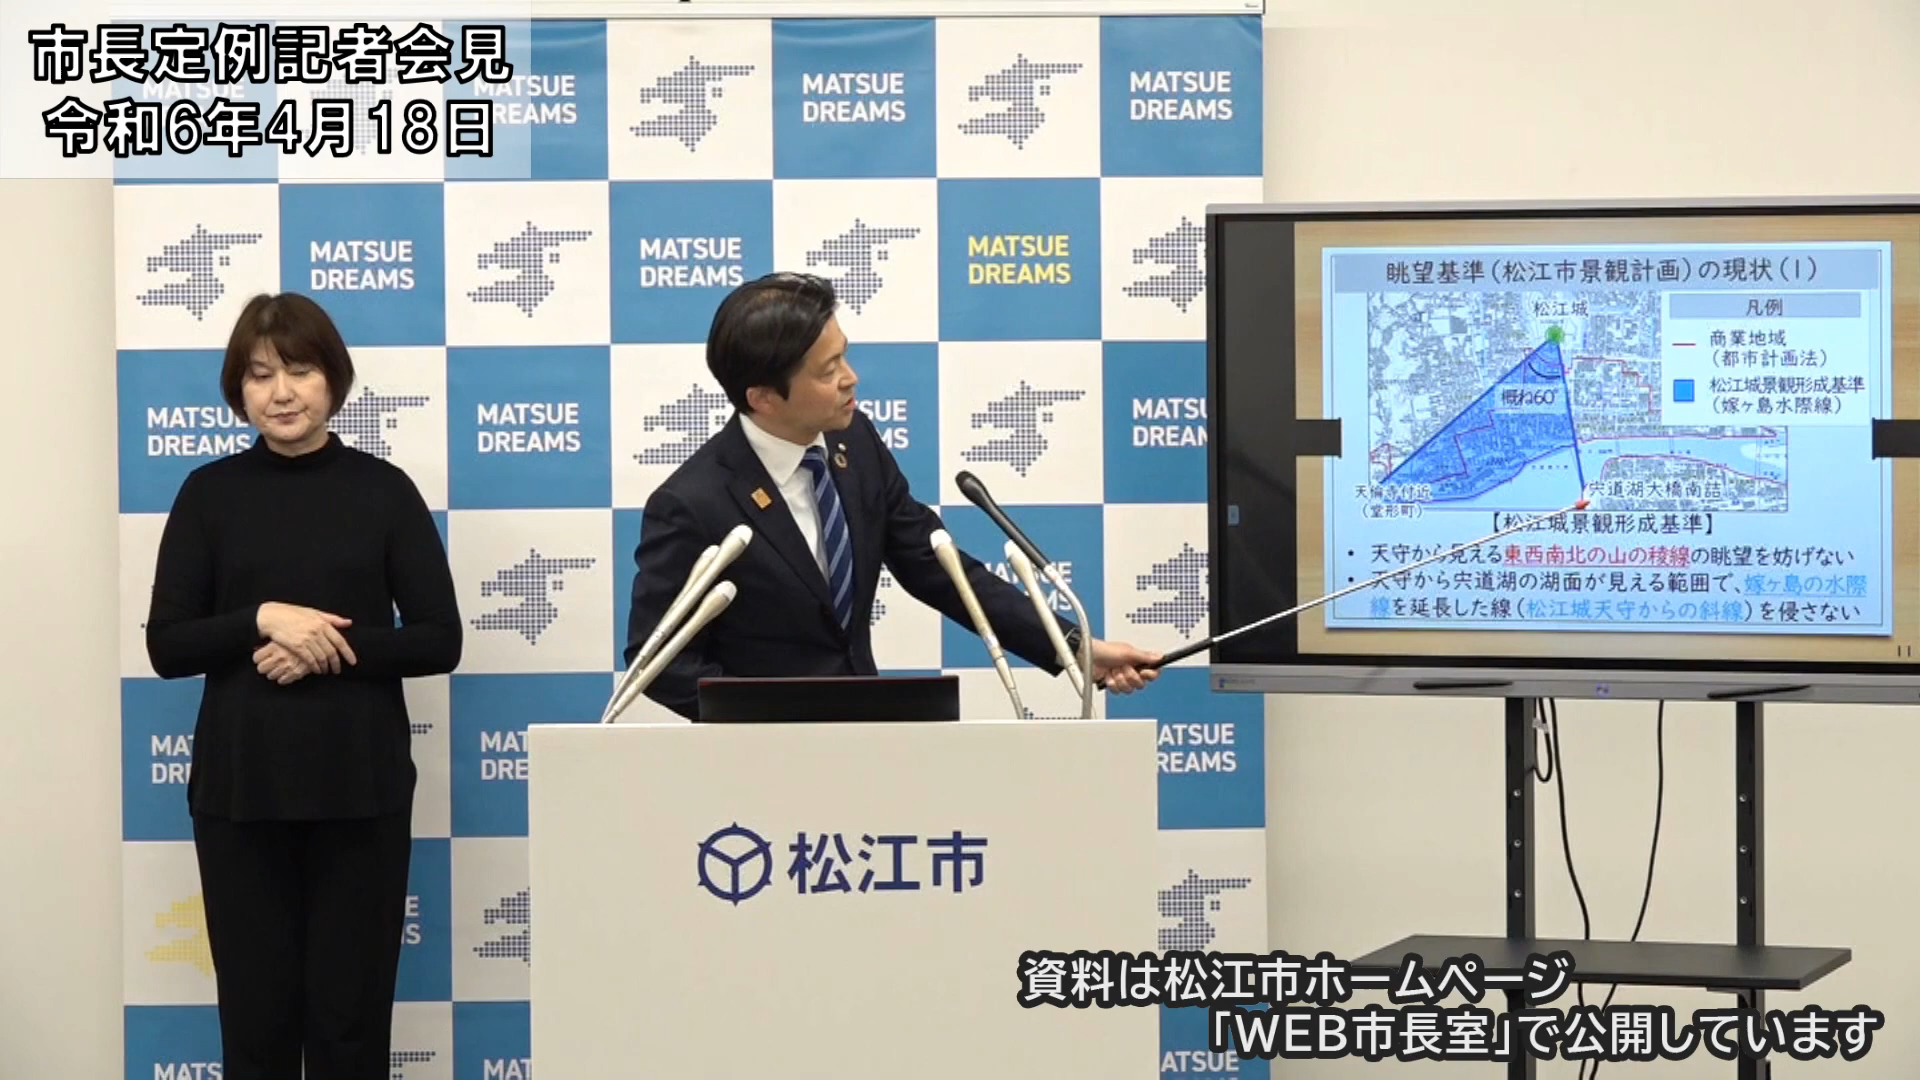 市長定例記者会見
令和6年4月18日
MATSUE
DREAMS
MATSUE
DREAMS
MATSUE
DREAMS
MATSUE
DREAMS
MATSUE
DREAMS
MATSUE
DREAMS
MATSUE
DREAMS
MATSUE
DREAMS
眺望基準(松江市景観計画)の現状(1)
松江城
凡例
商業地域
(都市計画法)
松江城景観形成基準
(嫁ヶ島水際線)
概ね60°
天倫寺付近
(堂形町)
宍道湖大橋南詰
【松江城景観形成基準】
• 天守から見える東西南北の山の稜線の眺望を妨げない
• 天守から宍道湖の湖面が見える範囲で、嫁ヶ島の水際
線を延長した線(松江城天守からの斜線)を侵さない
11
松江市
資料は松江市ホームページ
「WEB市長室」で公開しています